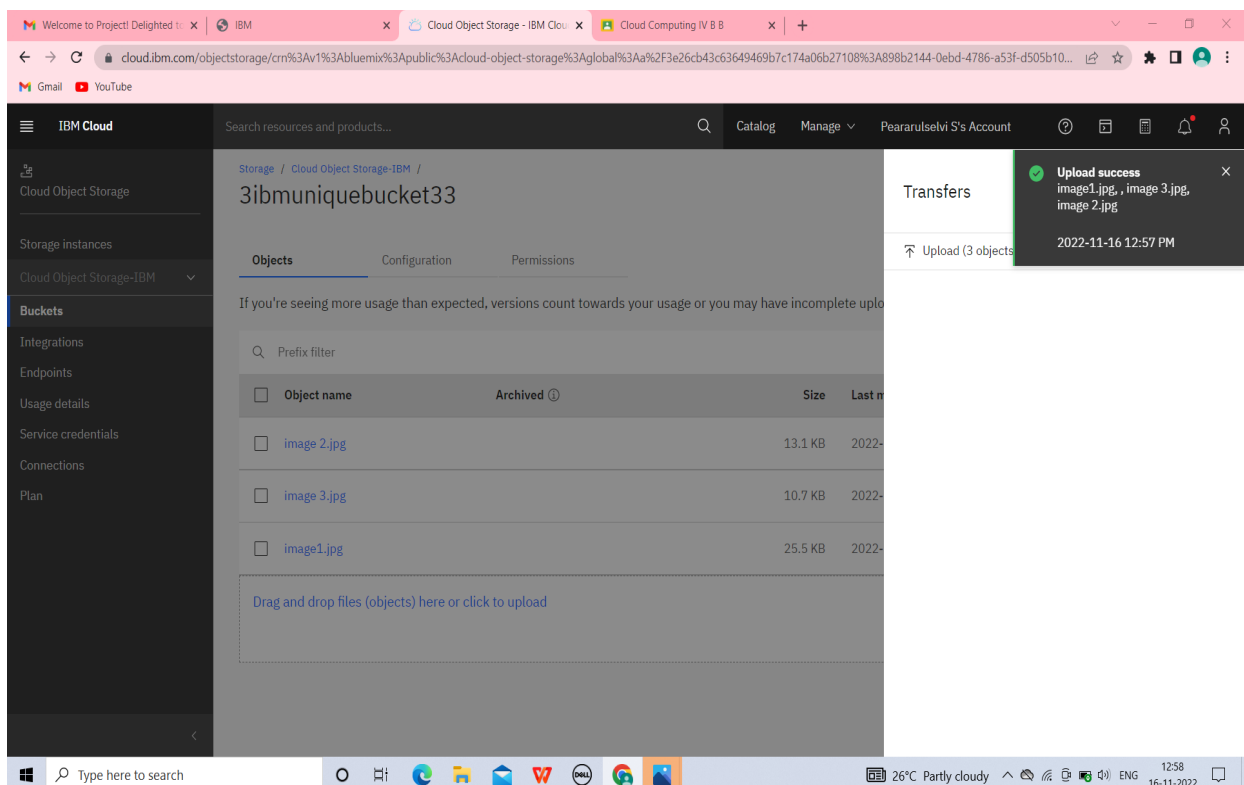 Welcome to Project! Delighted to
IBM
Cloud Object Storage - IBM Clou
Cloud Computing IV B B
cloud.ibm.com/objectstorage/crn%3Av1%3Abluemix%3Apublic%3Acloud-object-storage%3Aglobal%3Aa%2F3e26cb43c63649469b7c174a06b27108%3A898b2144-0ebd-4786-a53f-d505b10...
Gmail YouTube
IBM Cloud
Search resources and products...
Catalog
Manage
Peararulselvi S's Account
Cloud Object Storage
Storage instances
Cloud Object Storage-IBM
Buckets
Integrations
Endpoints
Usage details
Service credentials
Connections
Plan
Storage / Cloud Object Storage-IBM /
3ibmuniquebucket33
Objects Configuration Permissions
If you're seeing more usage than expected, versions count towards your usage or you may have incomplete uplo
Prefix filter
Object name Archived Size Last m
image 2.jpg 13.1 KB 2022-
image 3.jpg 10.7 KB 2022-
image1.jpg 25.5 KB 2022-
Drag and drop files (objects) here or click to upload
Transfers
Upload (3 objects
Upload success
image1.jpg, , image 3.jpg,
image 2.jpg
2022-11-16 12:57 PM
Type here to search
DELL
26°C Partly cloudy
ENG
12:58
16-11-2022